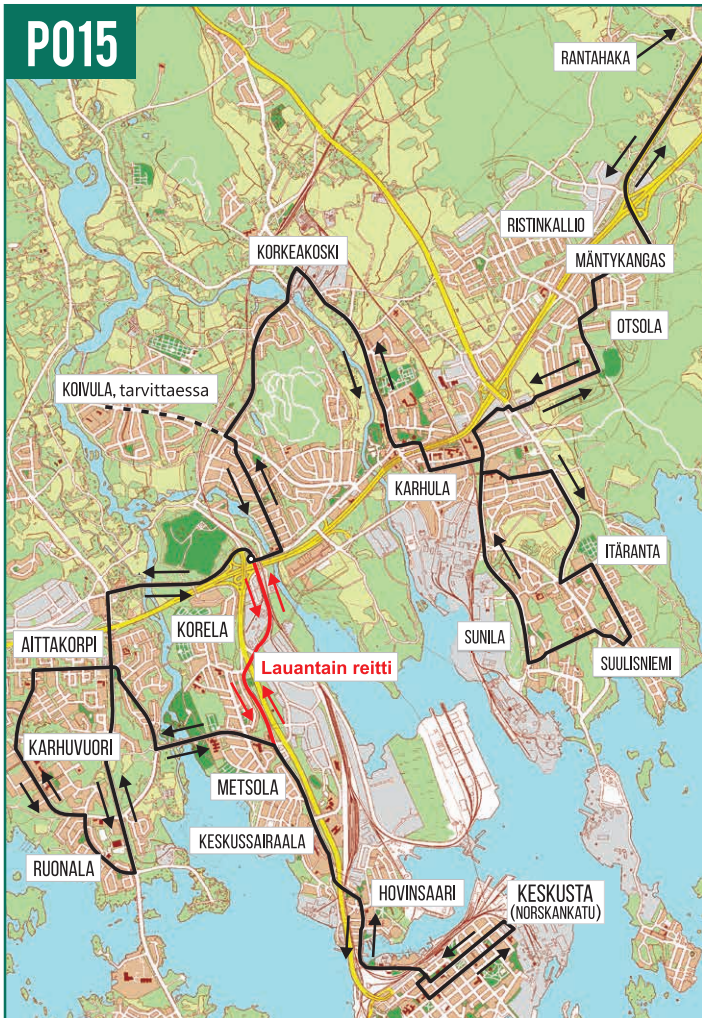 P015
RANTAHAKA
RISTINKALLIO
KORKEAKOSKI
MÄNTYKANGAS
OTSOLA
KOIVULA, tarvittaessa
KARHULA
ITÄRANTA
KORELA
SUNILA
AITTAKORPI
SUULISNIEMI
Lauantain reitti
KARHUVUORI
METSOLA
KESKUSSAIRAALA
RUONALA
HOVINSAARI
KESKUSTA
(NORSKANKATU)